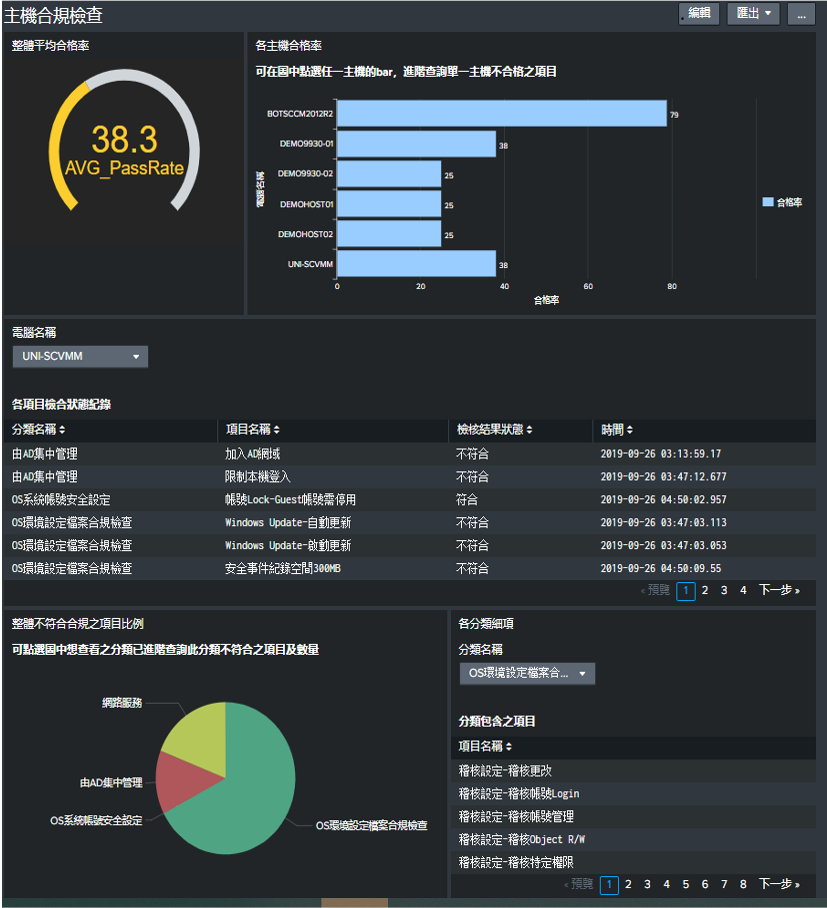 主機合規檢查
編輯
匯出
...
整體平均合格率
38.3
AVG_PassRate
各主機合格率
可在圖中點選任一主機的bar，進階查詢單一主機不合格之項目
電腦名稱
BOTSCCM2012R2
79
DEMO9930-01
38
DEMO9930-02
25
DEMOHOST01
25
DEMOHOST02
25
UNI-SCVMM
38
0 20 40 60 80
合格率
合格率
電腦名稱
UNI-SCVMM
各項目檢合狀態紀錄
分類名稱 項目名稱 檢核結果狀態 時間
由AD集中管理 加入AD網域 不符合 2019-09-26 03:13:59.17
由AD集中管理 限制本機登入 不符合 2019-09-26 03:47:12.677
OS系統帳號安全設定 帳號Lock-Guest帳號需停用 符合 2019-09-26 04:50:02.957
OS環境設定檔案合規檢查 Windows Update-自動更新 不符合 2019-09-26 03:47:03.113
OS環境設定檔案合規檢查 Windows Update-啟動更新 不符合 2019-09-26 03:47:03.053
OS環境設定檔案合規檢查 安全事件紀錄空間300MB 不符合 2019-09-26 04:50:09.55
« 預覽 1 2 3 4 下一步 »
整體不符合合規之項目比例
可點選圖中想查看之分類已進階查詢此分類不符合之項目及數量
網路服務
由AD集中管理
OS系統帳號安全設定
OS環境設定檔案合規檢查
各分類細項
分類名稱
OS環境設定檔案合...
分類包含之項目
項目名稱
稽核設定-稽核更改
稽核設定-稽核帳號Login
稽核設定-稽核帳號管理
稽核設定-稽核Object R/W
稽核設定-稽核特定權限
« 預覽 1 2 3 4 5 6 7 8 下一步 »